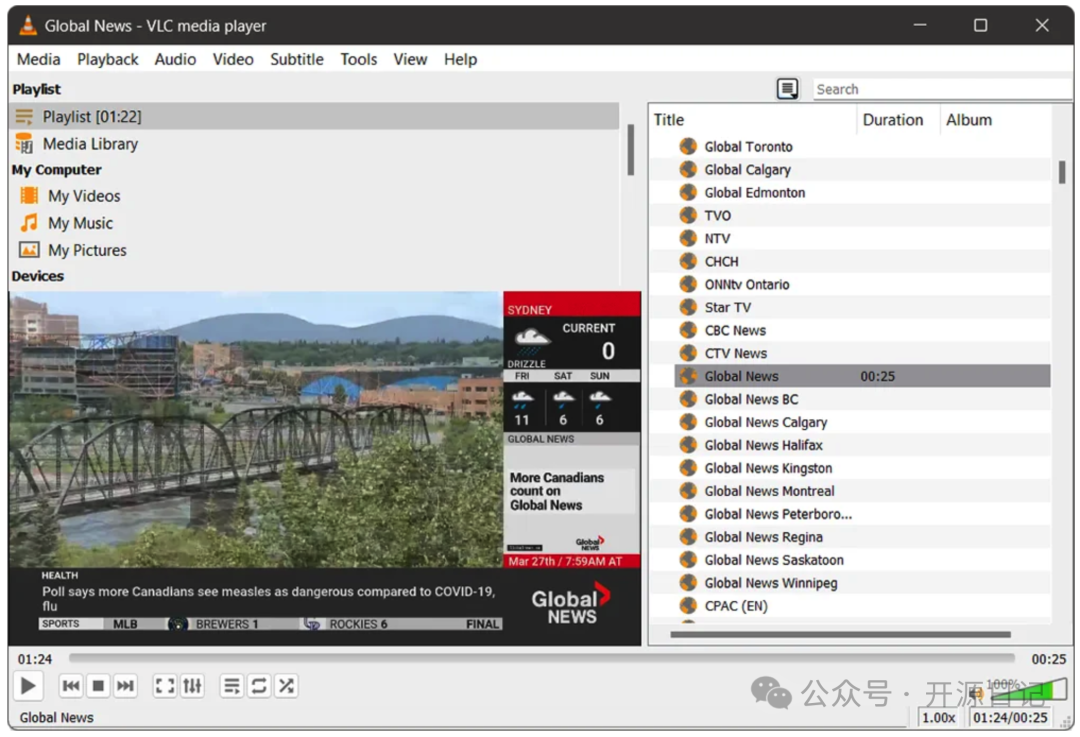 Global News - VLC media player
Media Playback Audio Video Subtitle Tools View Help
Playlist
Search
Playlist [01:22]
Media Library
My Computer
My Videos
My Music
My Pictures
Devices
Title Duration Album
Global Toronto
Global Calgary
Global Edmonton
TVO
NTV
CHCH
ONNtv Ontario
Star TV
CBC News
CTV News
Global News 00:25
Global News BC
Global News Calgary
Global News Halifax
Global News Kingston
Global News Montreal
Global News Peterboro...
Global News Regina
Global News Saskatoon
Global News Winnipeg
CPAC (EN)
SYDNEY
CURRENT
0
DRIZZLE
FRI SAT SUN
11 6 6
GLOBAL NEWS
More Canadians
count on
Global News
Global
NEWS
Mar 27th / 7:59AM AT
HEALTH
Poll says more Canadians see measles as dangerous compared to COVID-19,
flu
SPORTS MLB BREWERS 1 ROCKIES 6 FINAL
Global
NEWS
01:24 00:25
100%
公众号 · 开源日记
Global News
1.00x 01:24/00:25